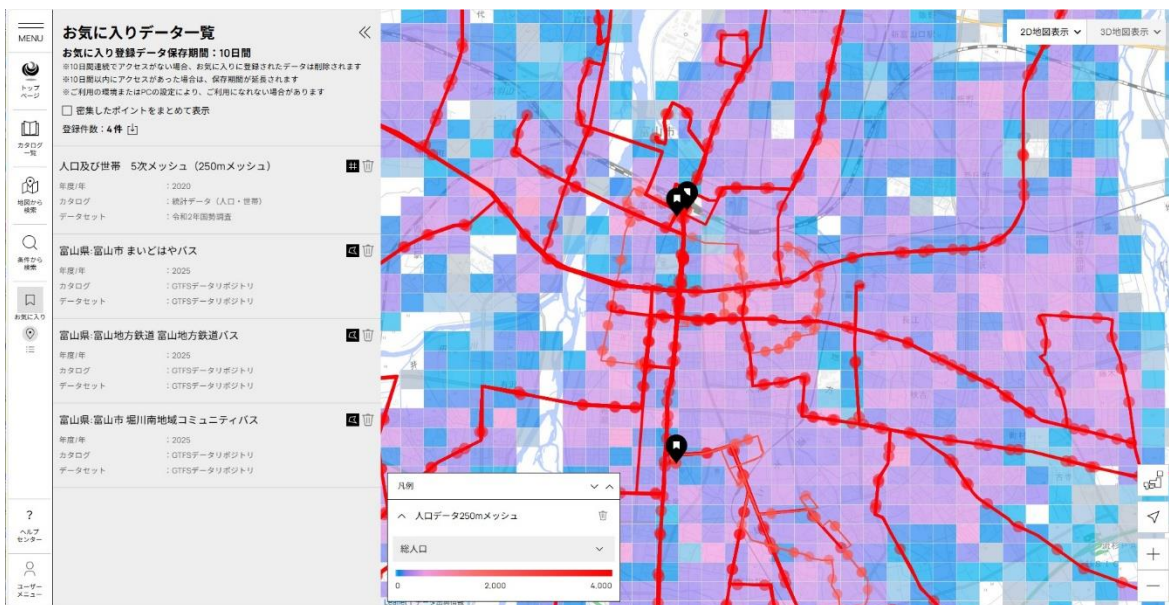 MENU
トップ
ページ
カタログ
一覧
地図から
検索
条件から
検索
お気に入り
?
ヘルプ
センター
ユーザー
メニュー
お気に入りデータ一覧
お気に入り登録データ保存期間：10日間
※10日間連続でアクセスがない場合、お気に入りに登録されたデータは削除されます
※10日以内にアクセスがあった場合は、保存期間が延長されます
※ご利用の環境またはPCの設定により、ご利用になれない場合があります
密集したポイントをまとめて表示
登録件数：4件
人口及び世帯　5次メッシュ（250mメッシュ）
年度/年 : 2020
カタログ : 統計データ（人口・世帯）
データセット : 令和2年国勢調査
富山県:富山市 まいどはやバス
年度/年 : 2025
カタログ : GTFSデータリポジトリ
データセット : GTFSデータリポジトリ
富山県:富山地方鉄道 富山地方鉄道バス
年度/年 : 2025
カタログ : GTFSデータリポジトリ
データセット : GTFSデータリポジトリ
富山県:富山市 堀川南地域コミュニティバス
年度/年 : 2025
カタログ : GTFSデータリポジトリ
データセット : GTFSデータリポジトリ
2D地図表示
3D地図表示
凡例
人口データ250mメッシュ
総人口
0 2,000 4,000